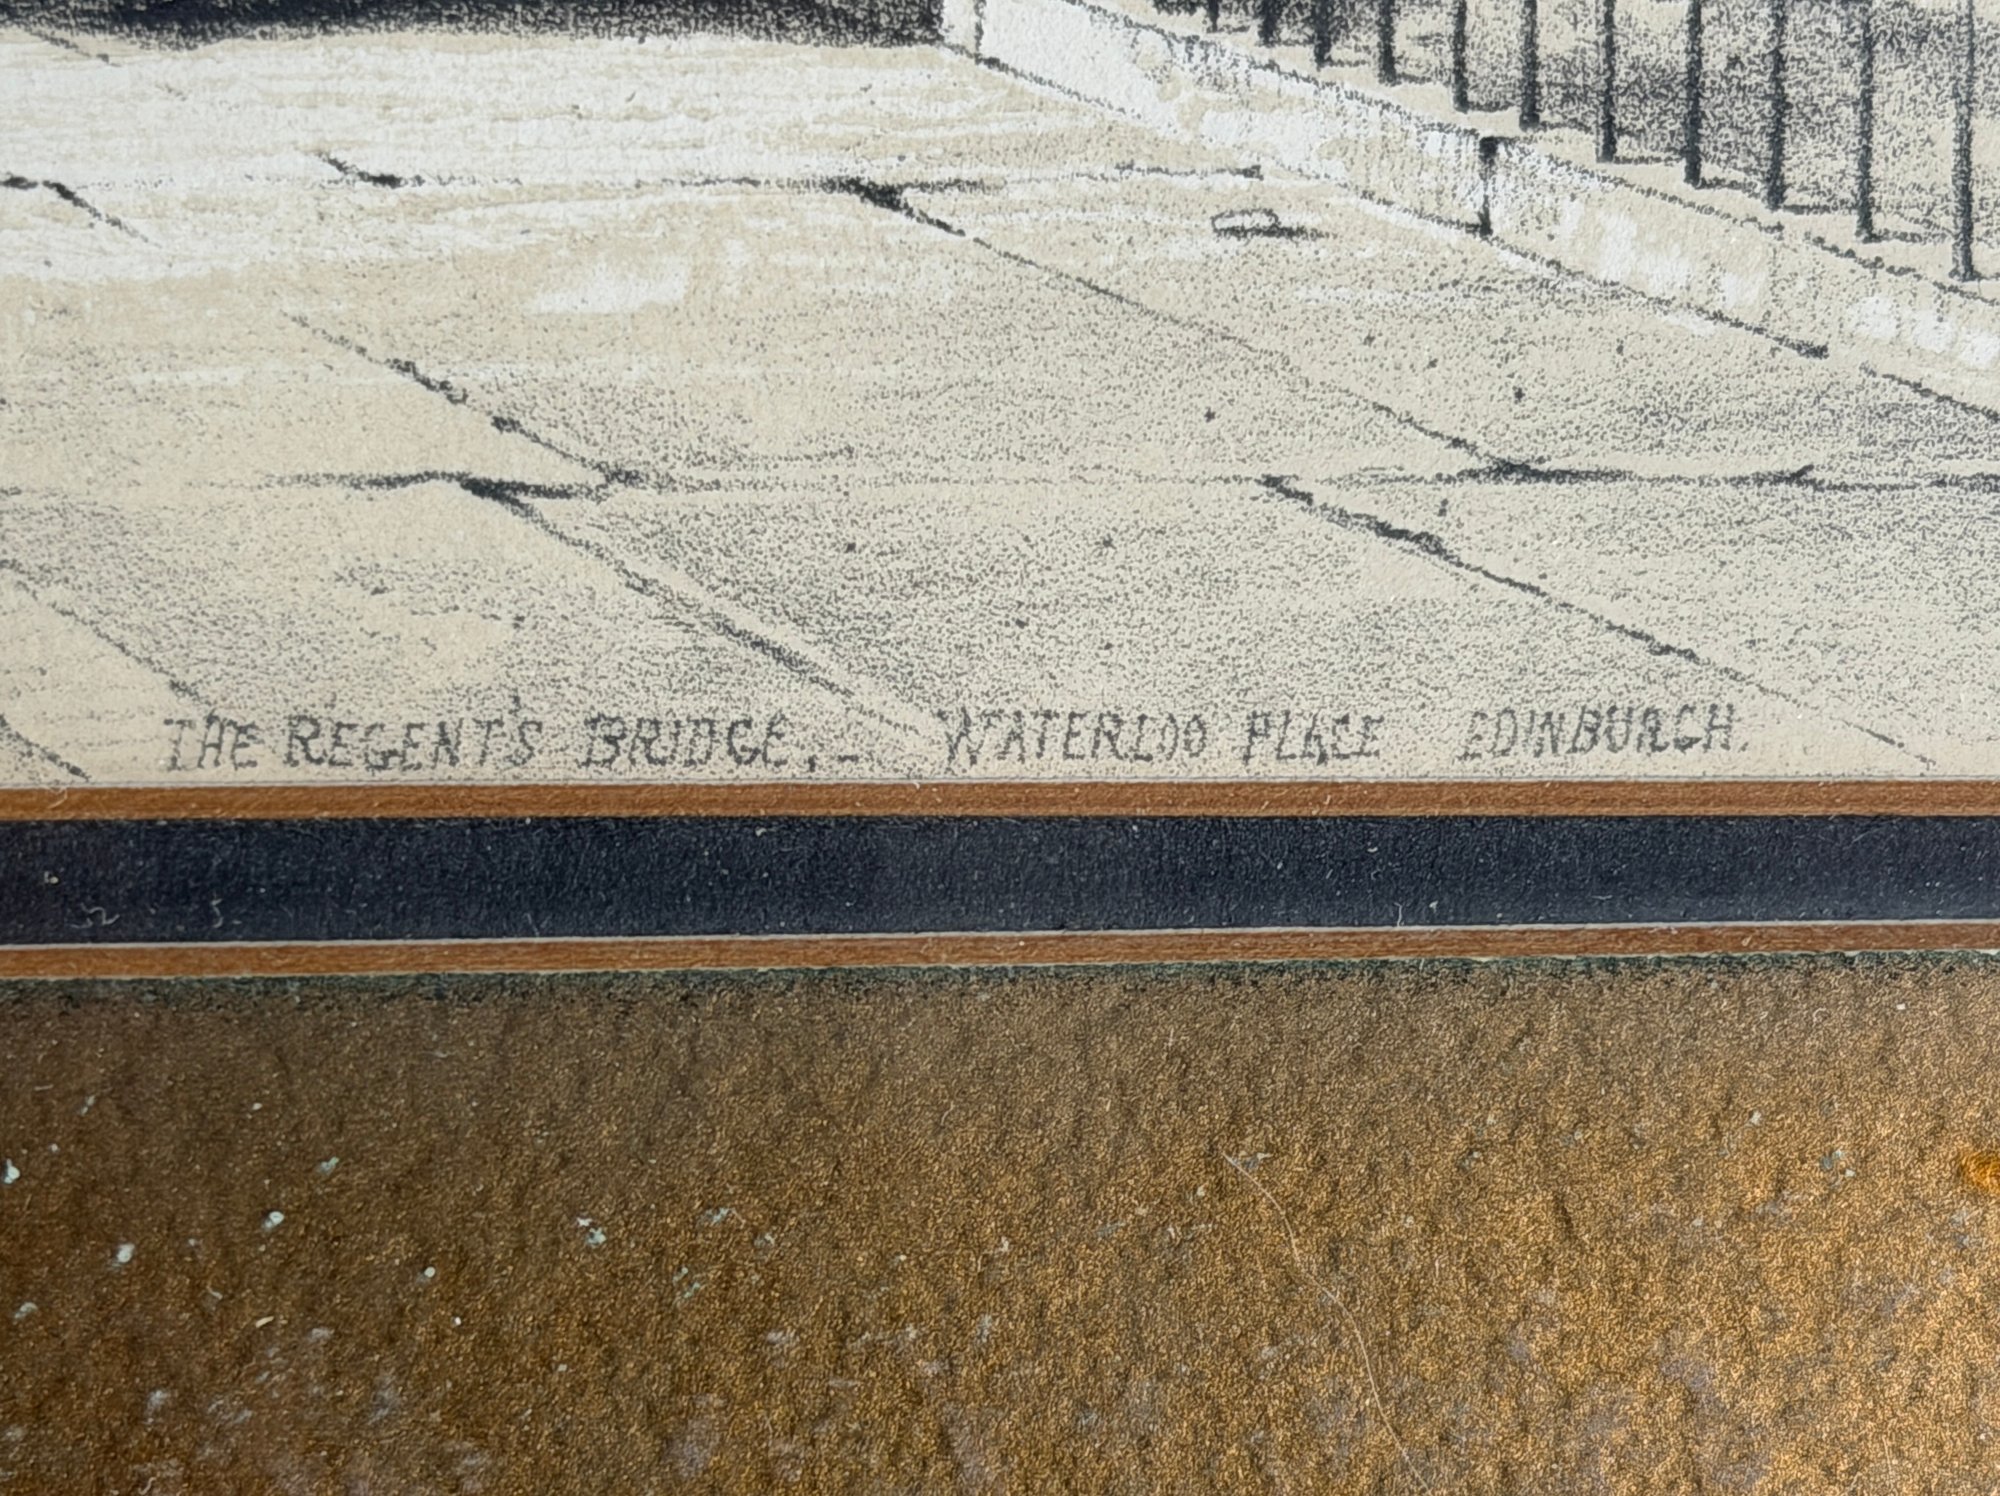 THE REGENT'S BRIDGE, – WATERLOO PLACE EDINBURGH.